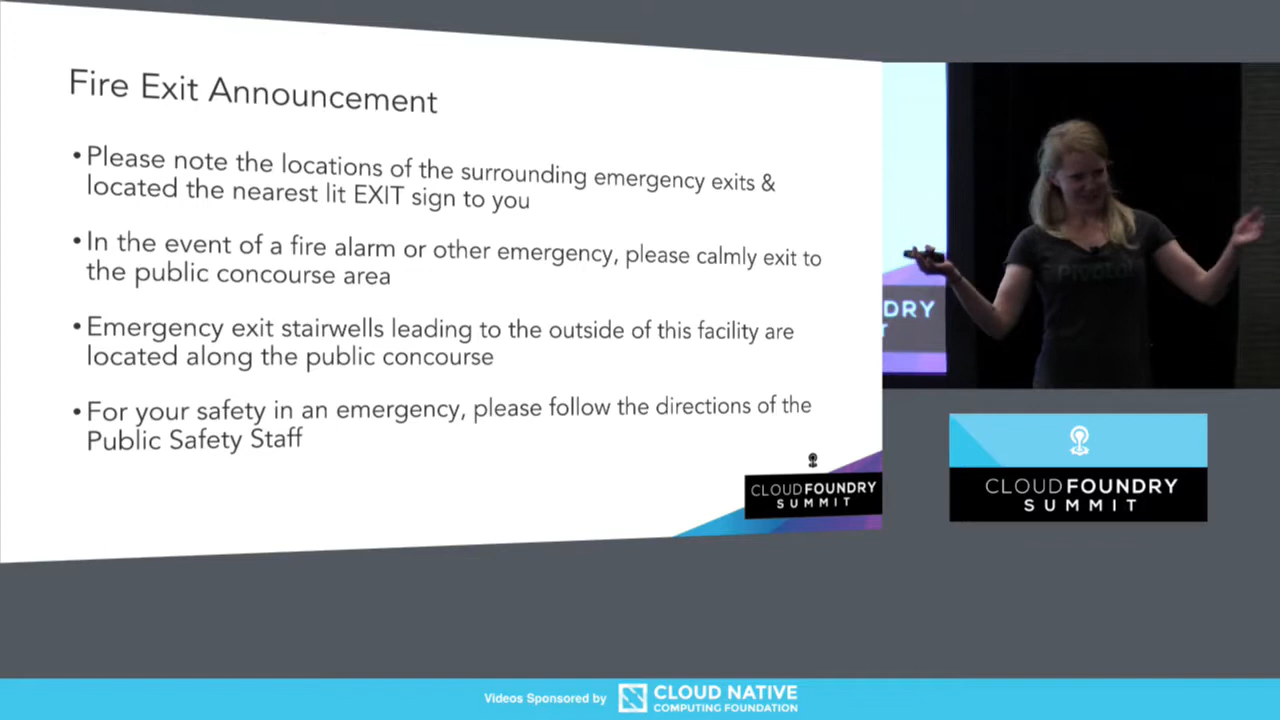 Fire Exit Announcement
• Please note the locations of the surrounding emergency exits &
located the nearest lit EXIT sign to you
• In the event of a fire alarm or other emergency, please calmly exit to
the public concourse area
• Emergency exit stairwells leading to the outside of this facility are
located along the public concourse
• For your safety in an emergency, please follow the directions of the
Public Safety Staff
CLOUDFOUNDRY
SUMMIT
DRY
T
Pivotal
CLOUDFOUNDRY
SUMMIT
Videos Sponsored by
CLOUD NATIVE
COMPUTING FOUNDATION